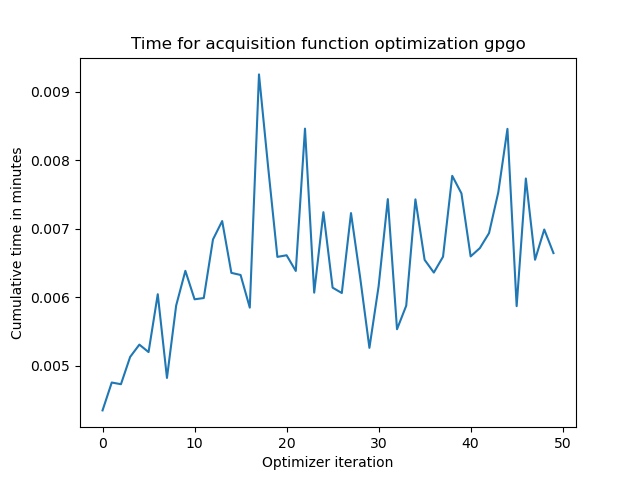 Time for acquisition function optimization gpgo
Cumulative time in minutes
0.009
0.008
0.007
0.006
0.005
0 10 20 30 40 50
Optimizer iteration